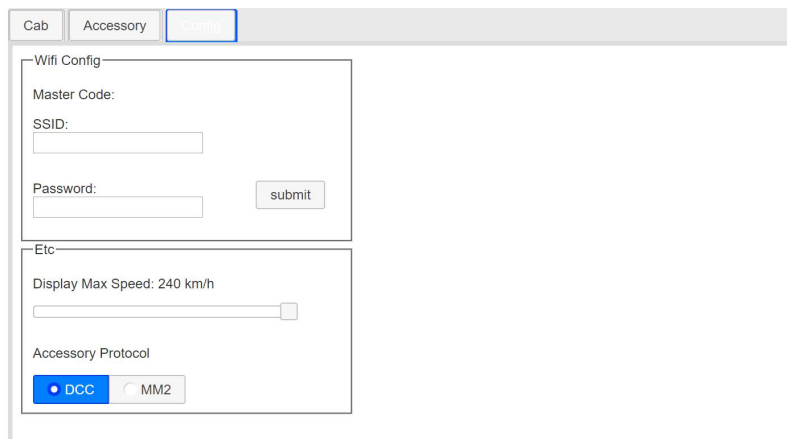 Cab Accessory Config
Wifi Config
Master Code:
SSID:
Password:
submit
Etc
Display Max Speed: 240 km/h
Accessory Protocol
DCC MM2